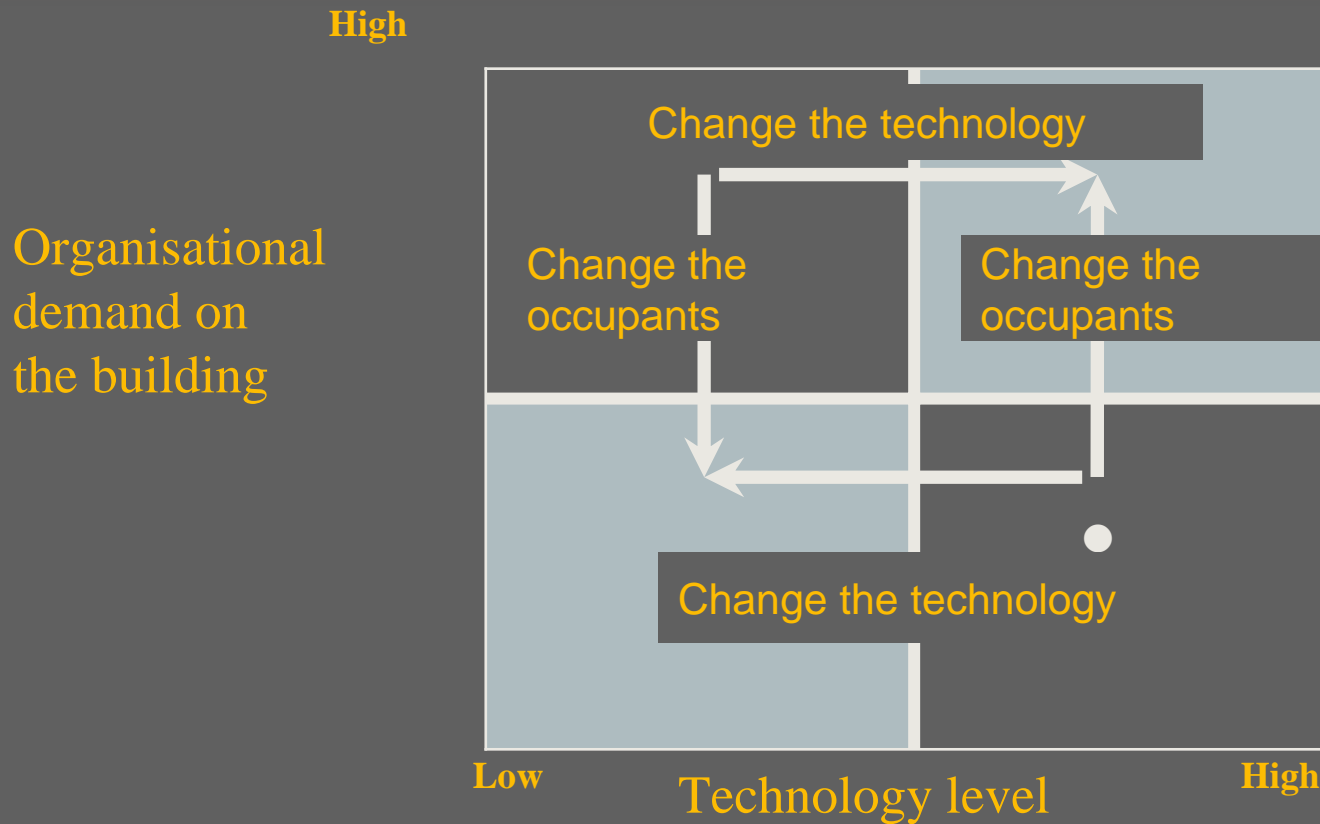 High
Change the technology
Organisational
demand on
the building
Change the
occupants
Change the
occupants
Change the technology
Low
High
Technology level